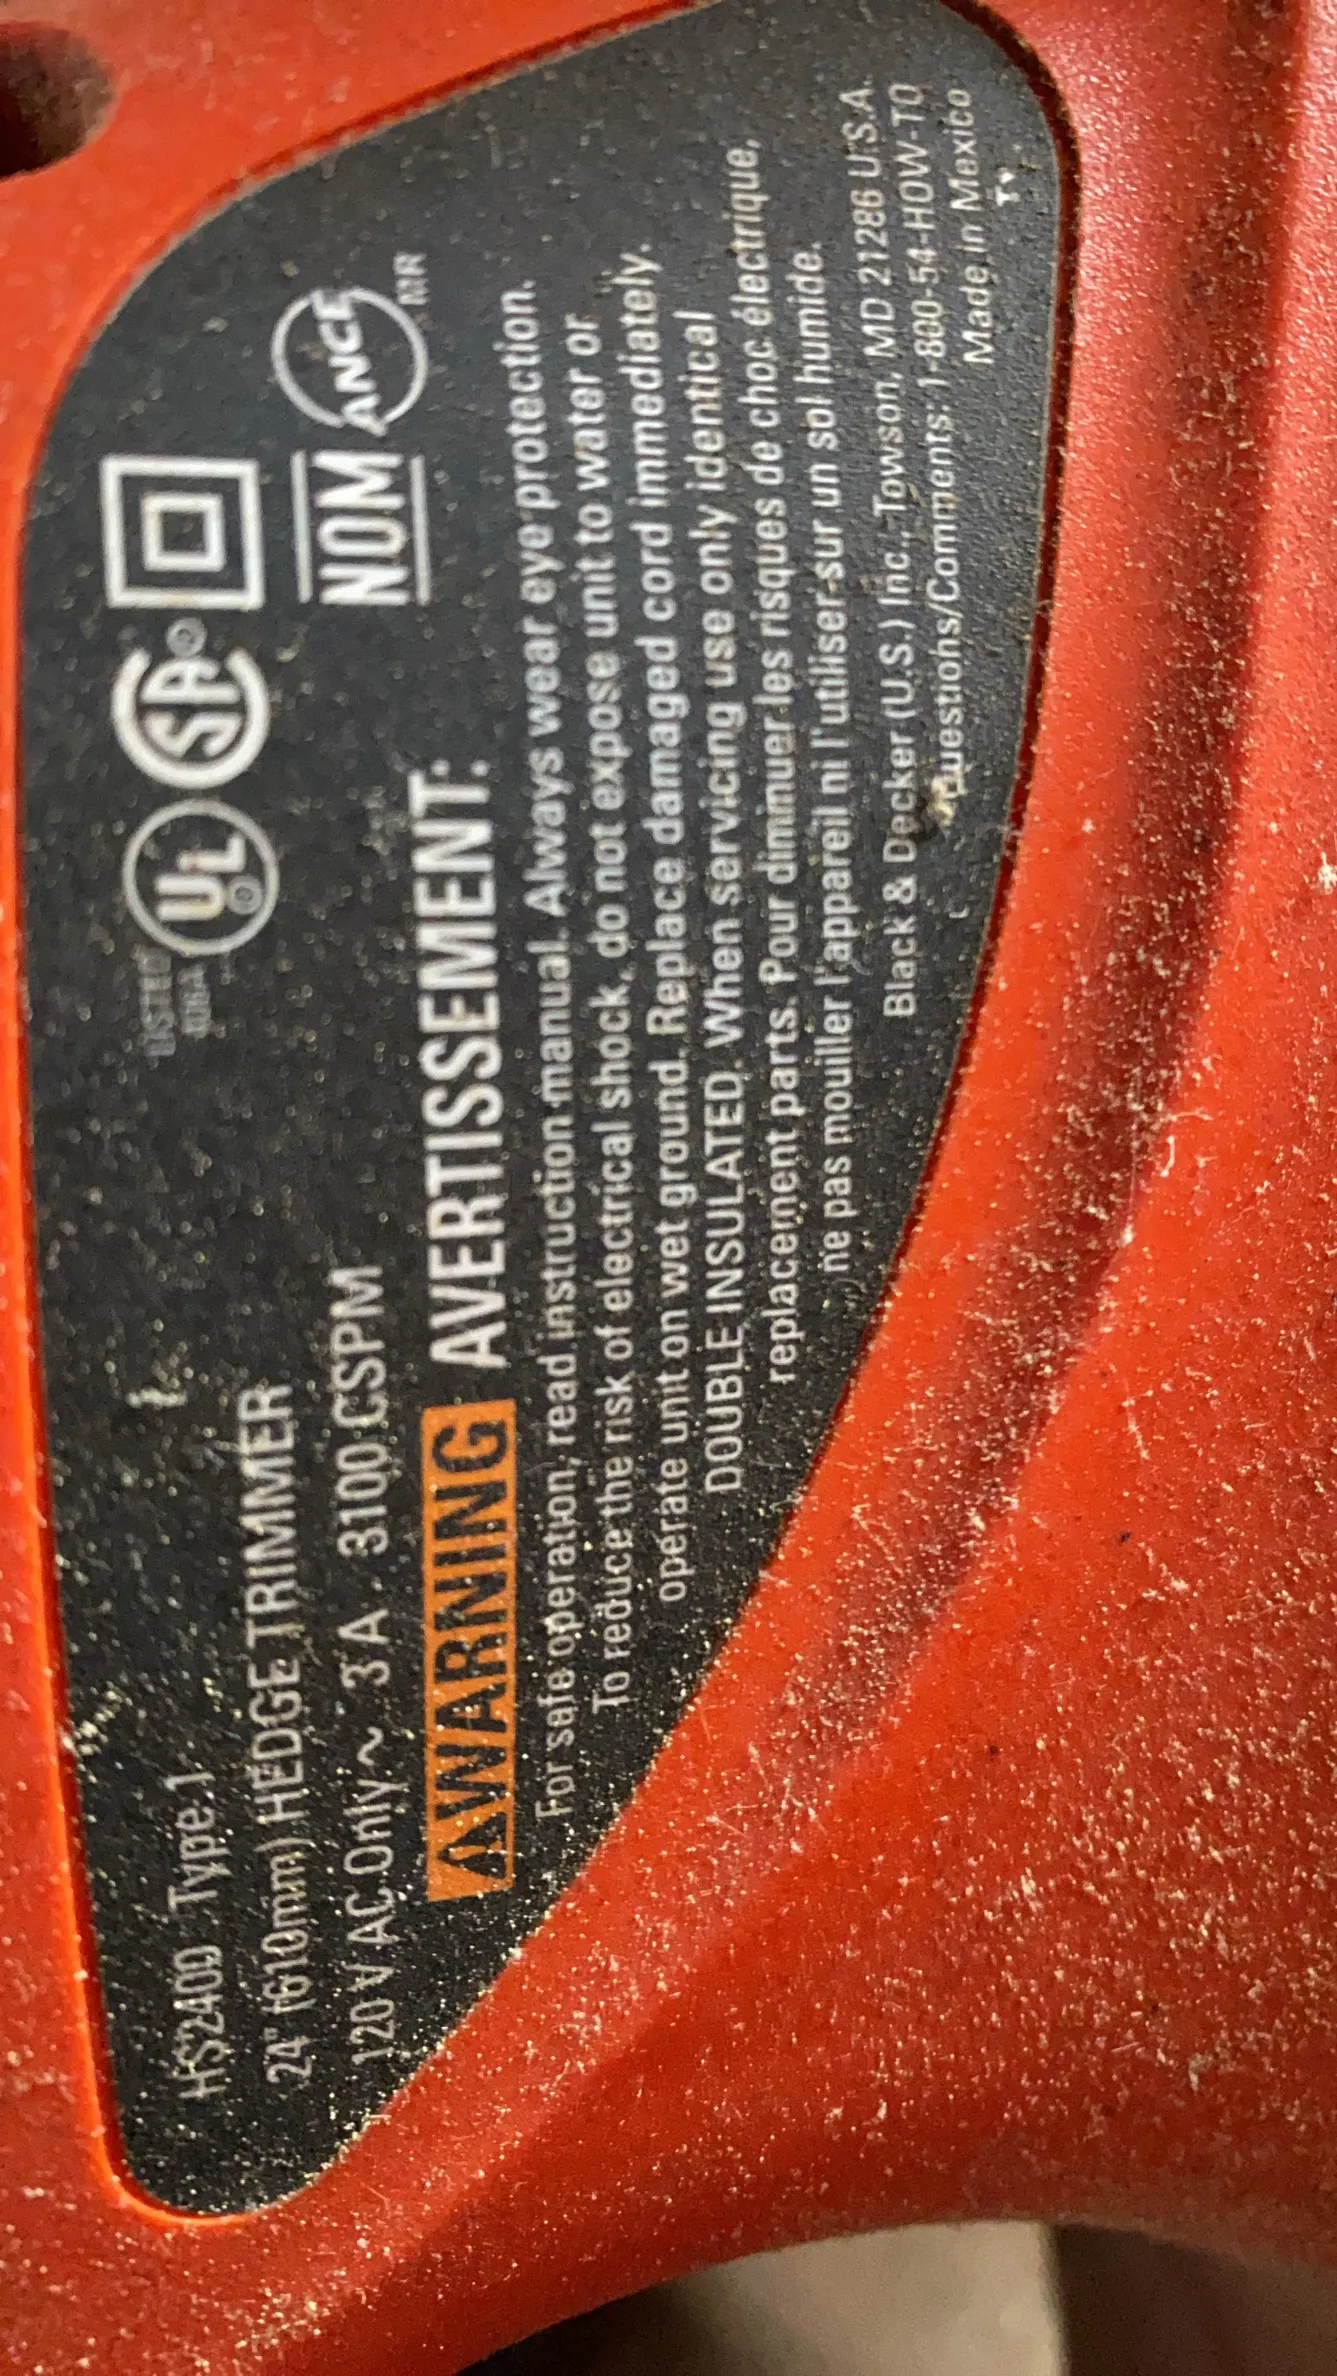 HS2400 Type 1
24" (610mm) HEDGE TRIMMER
120 V AC Only ~ 3 A 3100 CSPM
LISTED
UL ®
SA ®
NOM ANCE
MR
WARNING AVERTISSEMENT:
For safe operation, read instruction manual. Always wear eye protection.
To reduce the risk of electrical shock, do not expose unit to water or
operate unit on wet ground. Replace damaged cord immediately.
DOUBLE INSULATED. When servicing use only identical
replacement parts. Pour diminuer les risques de choc électrique,
ne pas mouiller l'appareil ni l'utiliser sur un sol humide.
Black & Decker (U.S.) Inc., Towson, MD 21286 U.S.A.
Questions/Comments: 1-800-54-HOW-TO
Made in Mexico